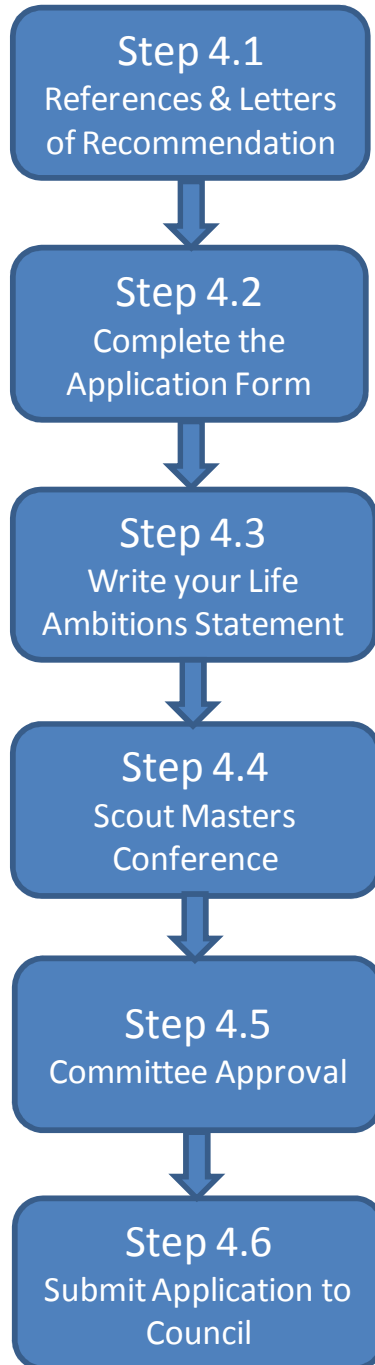 Step 4.1
References & Letters
of Recommendation
Step 4.2
Complete the
Application Form
Step 4.3
Write your Life
Ambitions Statement
Step 4.4
Scout Masters
Conference
Step 4.5
Committee Approval
Step 4.6
Submit Application to
Council